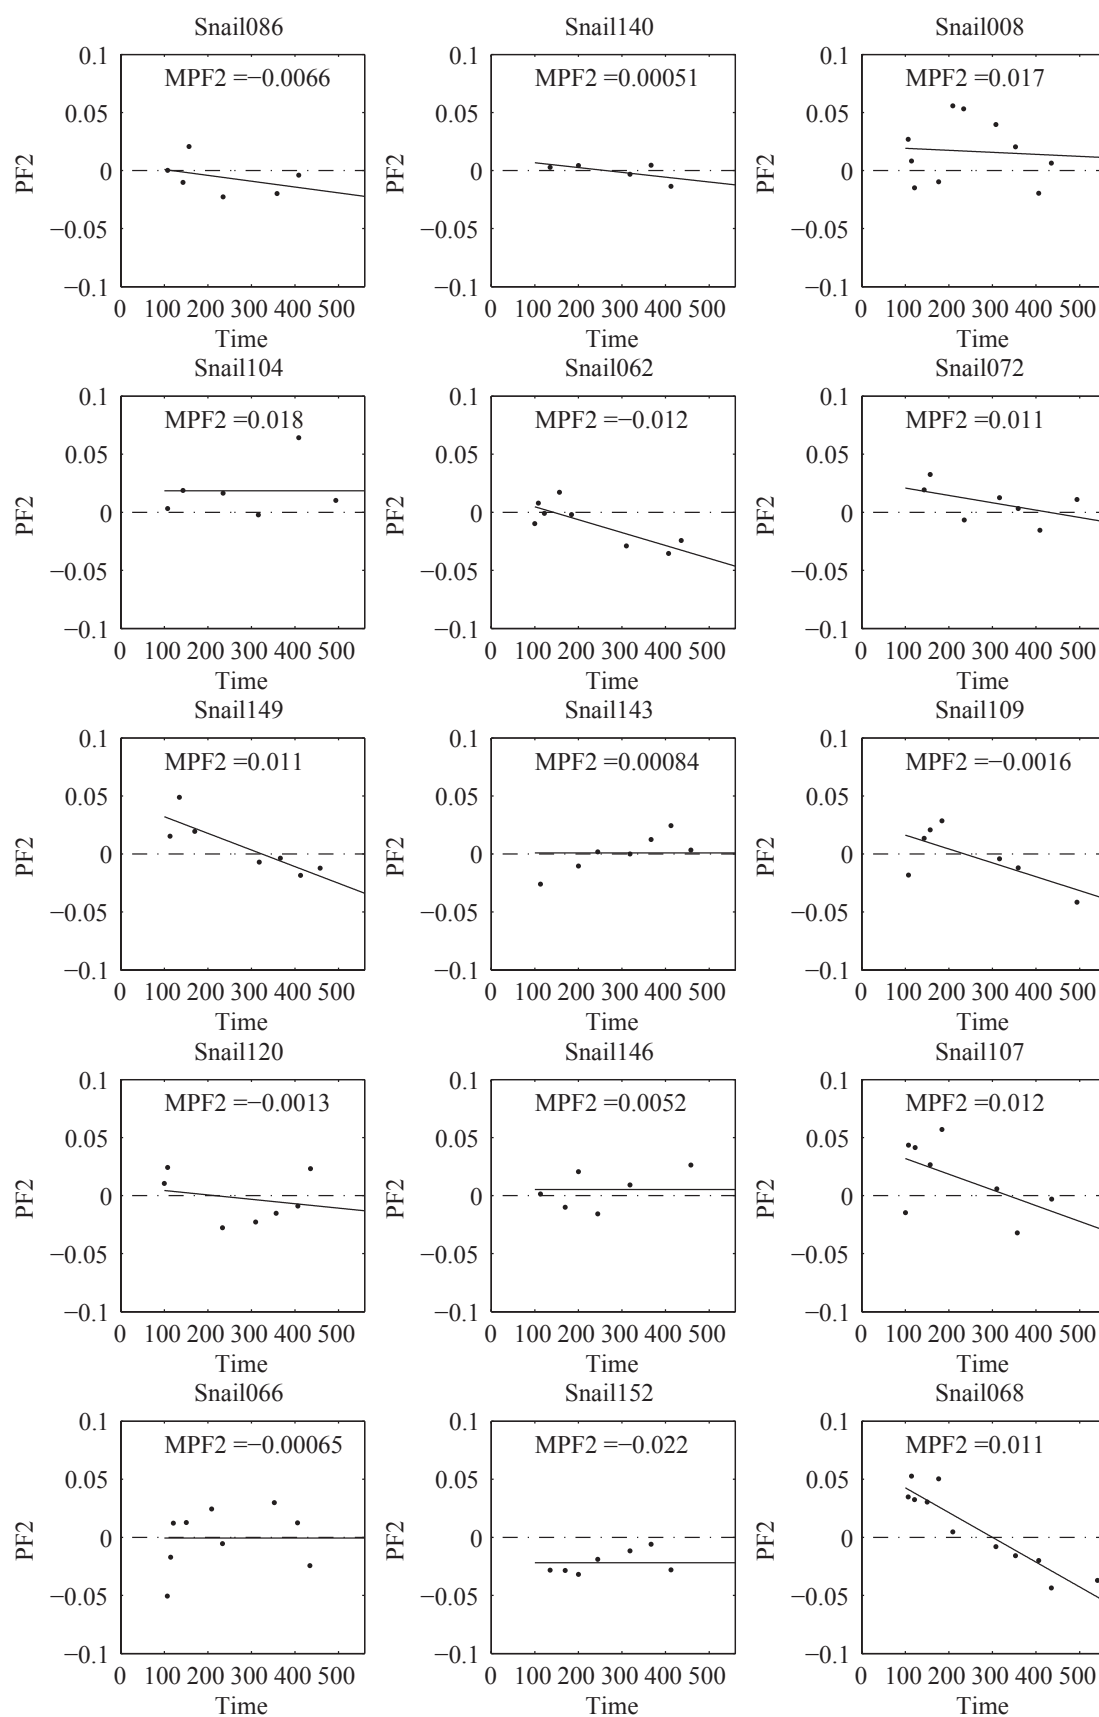 Snail086 Snail140 Snail008
0.1 0.1 0.1
MPF2 =−0.0066 MPF2 =0.00051 MPF2 =0.017
0.05 0.05 0.05
PF2 0 PF2 0 PF2 0
−0.05 −0.05 −0.05
−0.1 −0.1 −0.1
0 100 200 300 400 500 0 100 200 300 400 500 0 100 200 300 400 500
Time Time Time
Snail104 Snail062 Snail072
0.1 0.1 0.1
MPF2 =0.018 MPF2 =−0.012 MPF2 =0.011
0.05 0.05 0.05
PF2 0 PF2 0 PF2 0
−0.05 −0.05 −0.05
−0.1 −0.1 −0.1
0 100 200 300 400 500 0 100 200 300 400 500 0 100 200 300 400 500
Time Time Time
Snail149 Snail143 Snail109
0.1 0.1 0.1
MPF2 =0.011 MPF2 =0.00084 MPF2 =−0.0016
0.05 0.05 0.05
PF2 0 PF2 0 PF2 0
−0.05 −0.05 −0.05
−0.1 −0.1 −0.1
0 100 200 300 400 500 0 100 200 300 400 500 0 100 200 300 400 500
Time Time Time
Snail120 Snail146 Snail107
0.1 0.1 0.1
MPF2 =−0.0013 MPF2 =0.0052 MPF2 =0.012
0.05 0.05 0.05
PF2 0 PF2 0 PF2 0
−0.05 −0.05 −0.05
−0.1 −0.1 −0.1
0 100 200 300 400 500 0 100 200 300 400 500 0 100 200 300 400 500
Time Time Time
Snail066 Snail152 Snail068
0.1 0.1 0.1
MPF2 =−0.00065 MPF2 =−0.022 MPF2 =0.011
0.05 0.05 0.05
PF2 0 PF2 0 PF2 0
−0.05 −0.05 −0.05
−0.1 −0.1 −0.1
0 100 200 300 400 500 0 100 200 300 400 500 0 100 200 300 400 500
Time Time Time